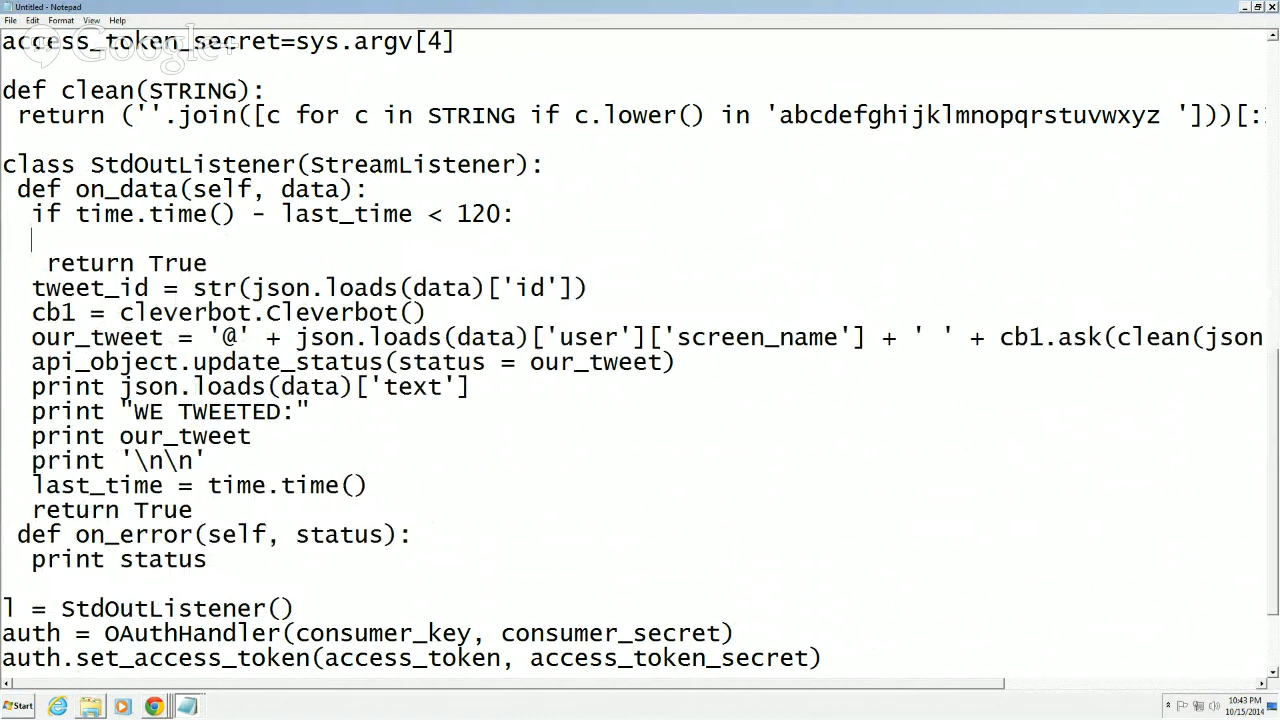 Untitled - Notepad
File Edit Format View Help
Google+
access_token_secret=sys.argv[4]
def clean(STRING):
return (''.join([c for c in STRING if c.lower() in 'abcdefghijklmnopqrstuvwxyz ']))[:
class StdOutListener(StreamListener):
def on_data(self, data):
if time.time() - last_time < 120:
return True
tweet_id = str(json.loads(data)['id'])
cb1 = cleverbot.Cleverbot()
our_tweet = '@' + json.loads(data)['user']['screen_name'] + ' ' + cb1.ask(clean(json
api_object.update_status(status = our_tweet)
print json.loads(data)['text']
print "WE TWEETED:"
print our_tweet
print '\n\n'
last_time = time.time()
return True
def on_error(self, status):
print status
l = StdOutListener()
auth = OAuthHandler(consumer_key, consumer_secret)
auth.set_access_token(access_token, access_token_secret)
Start
10:43 PM
10/15/2014